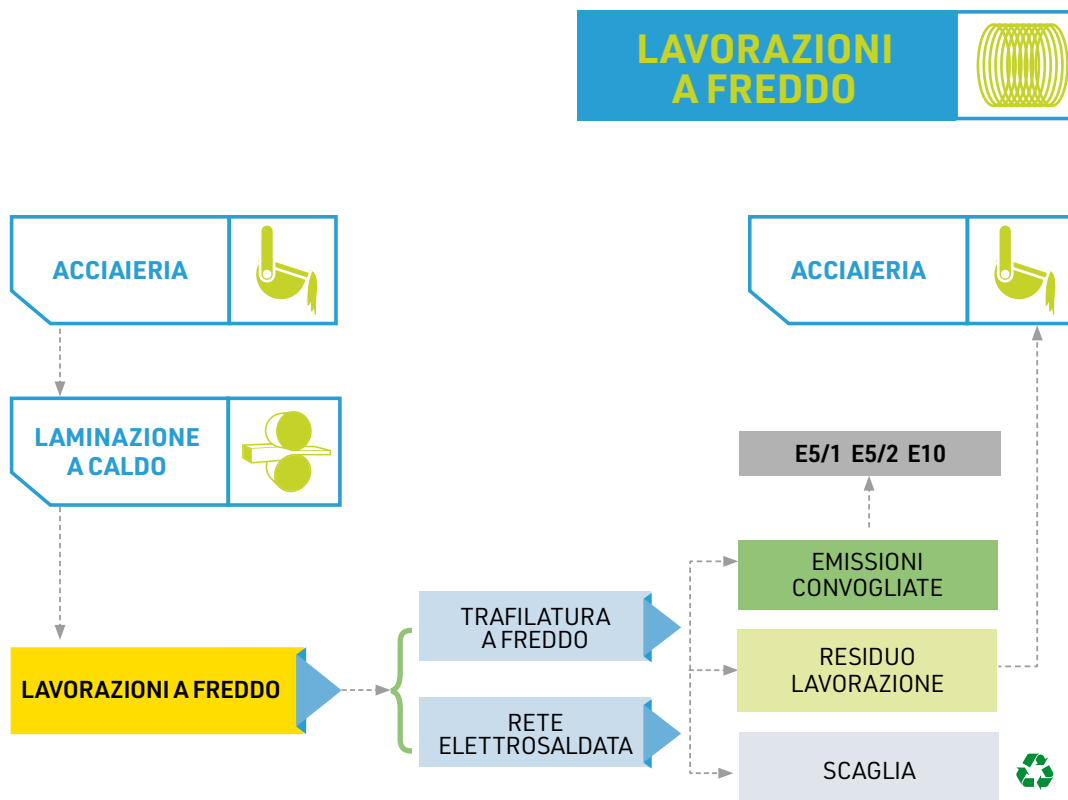 LAVORAZIONI
A FREDDO
ACCIAIERIA
ACCIAIERIA
LAMINAZIONE
A CALDO
E5/1 E5/2 E10
EMISSIONI
CONVOGLIATE
TRAFILATURA
A FREDDO
RESIDUO
LAVORAZIONE
LAVORAZIONI A FREDDO
RETE
ELETTROSALDATA
SCAGLIA